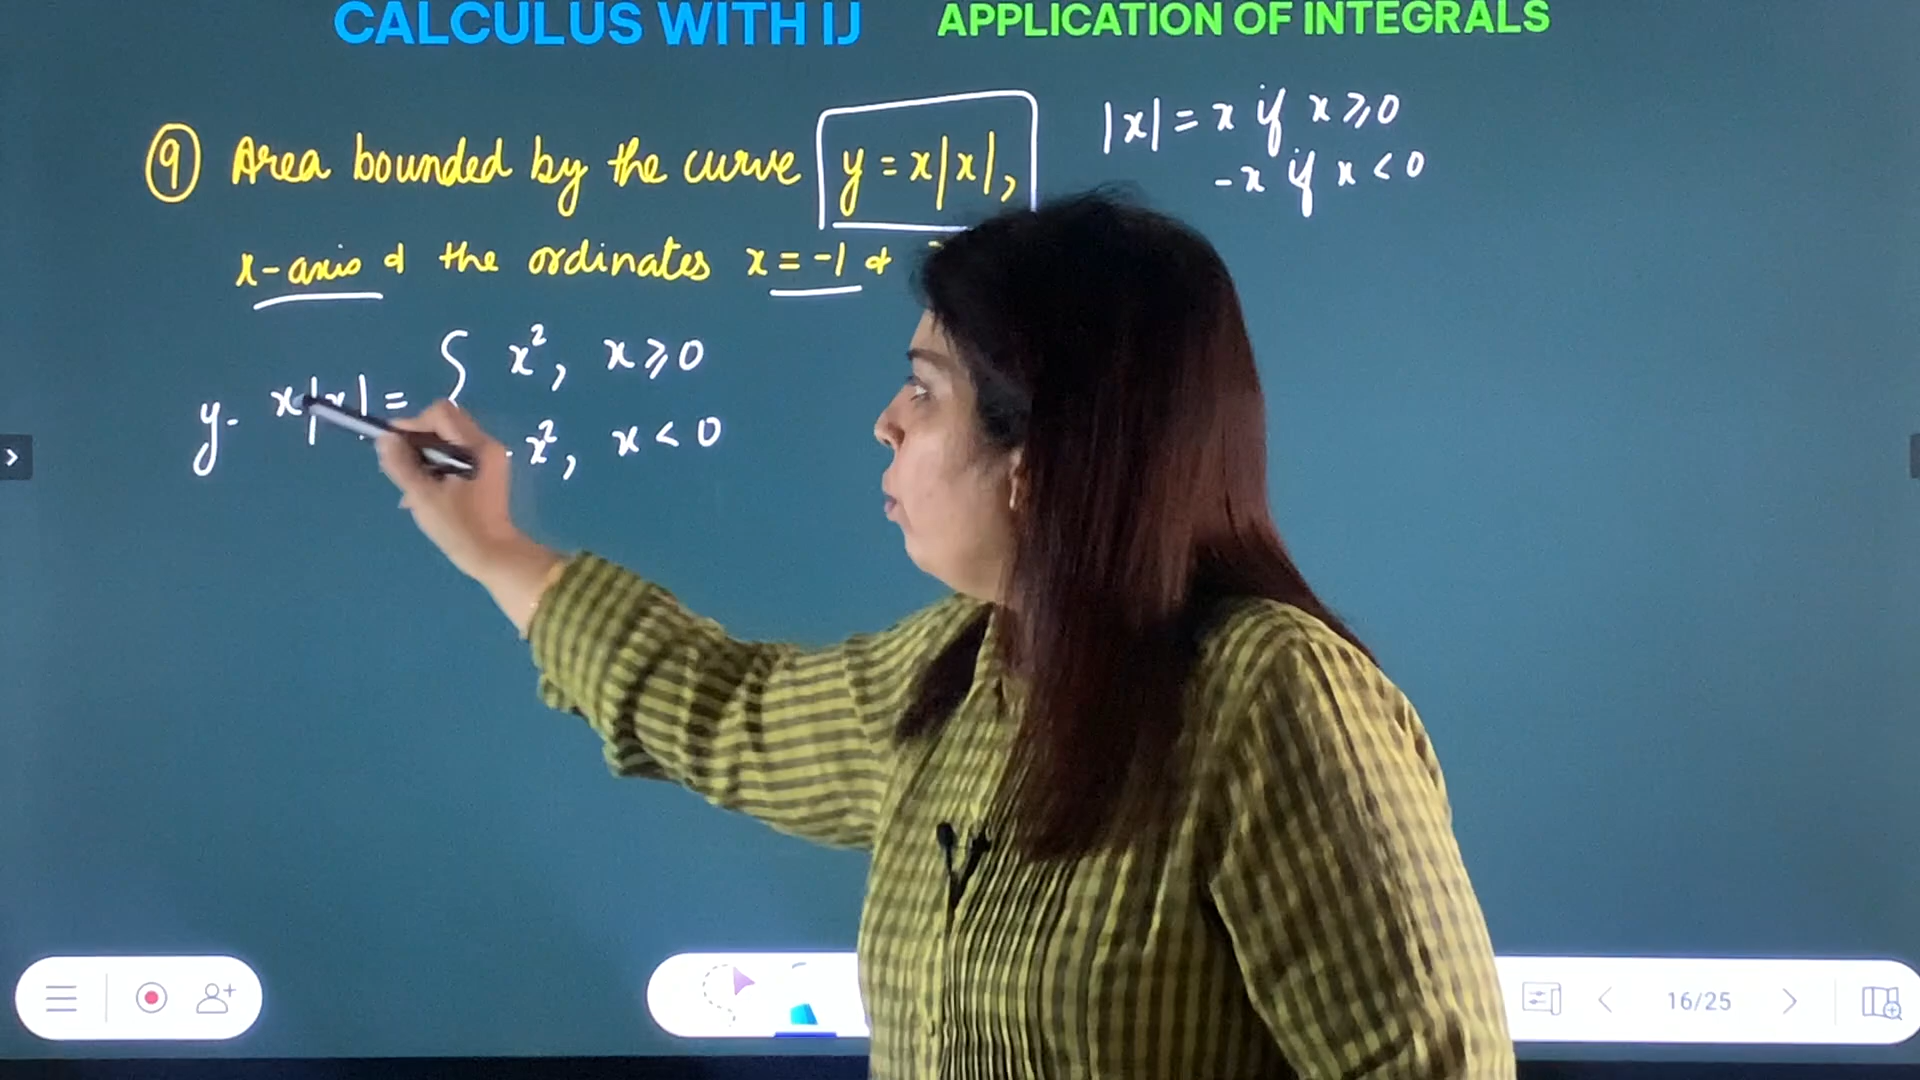 CALCULUS WITH IJ APPLICATION OF INTEGRALS
|x| = x if x ⩾ 0
-x if x < 0
⑨ Area bounded by the curve y = x|x|,
x-axis & the ordinates x = -1 &
y - x|x| = { x², x ⩾ 0
-x², x < 0
16/25